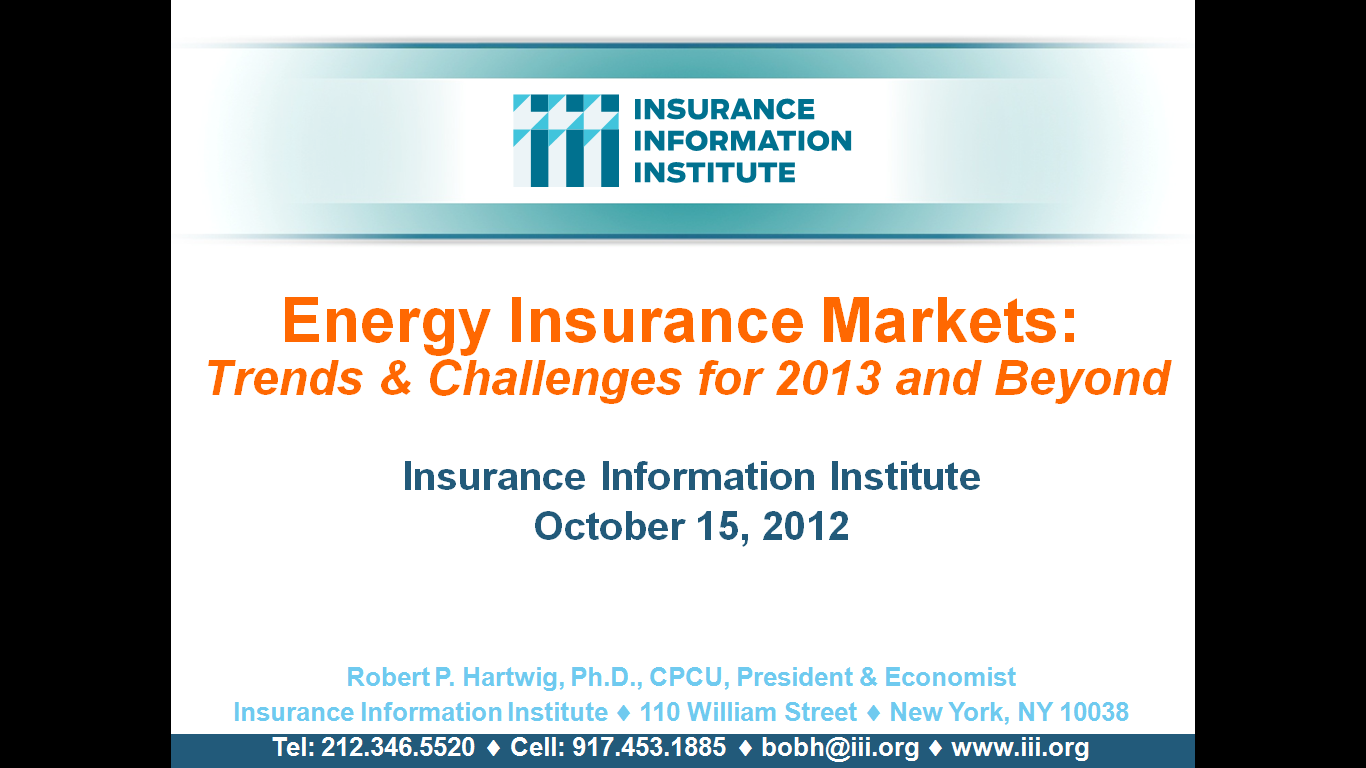 INSURANCE
INFORMATION
INSTITUTE
Energy Insurance Markets:
Trends & Challenges for 2013 and Beyond
Insurance Information Institute
October 15, 2012
Robert P. Hartwig, Ph.D., CPCU, President & Economist
Insurance Information Institute ♦ 110 William Street ♦ New York, NY 10038
Tel: 212.346.5520 ♦ Cell: 917.453.1885 ♦ bobh@iii.org ♦ www.iii.org